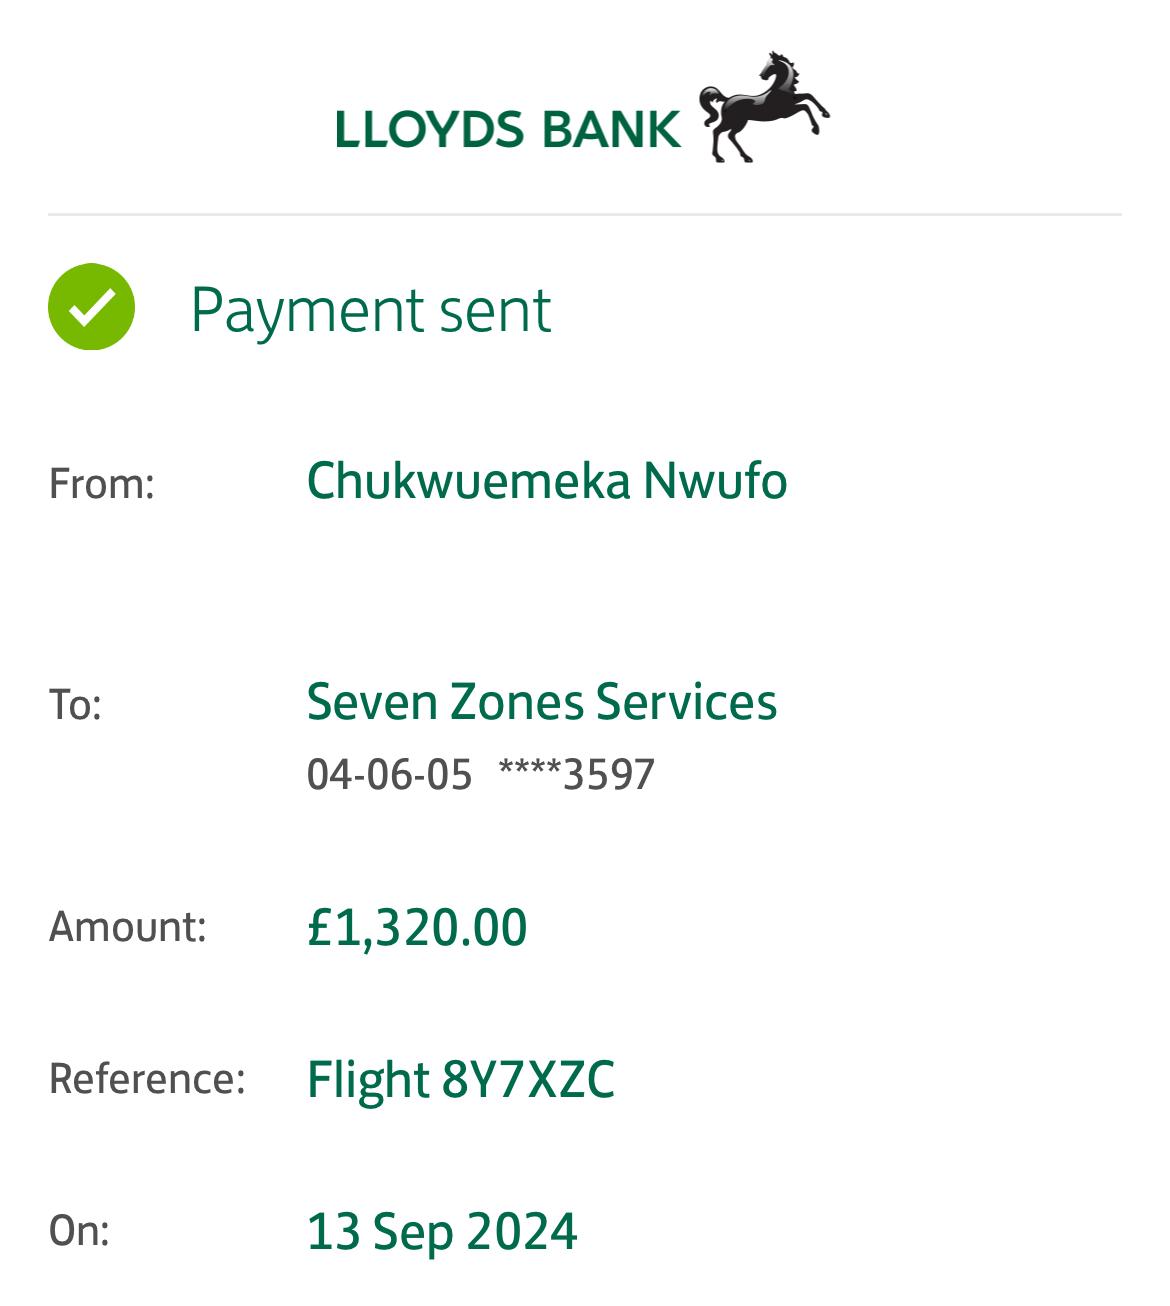 LLOYDS BANK
Payment sent
From: Chukwuemeka Nwufo
To: Seven Zones Services
04-06-05 ****3597
Amount: £1,320.00
Reference: Flight 8Y7XZC
On: 13 Sep 2024